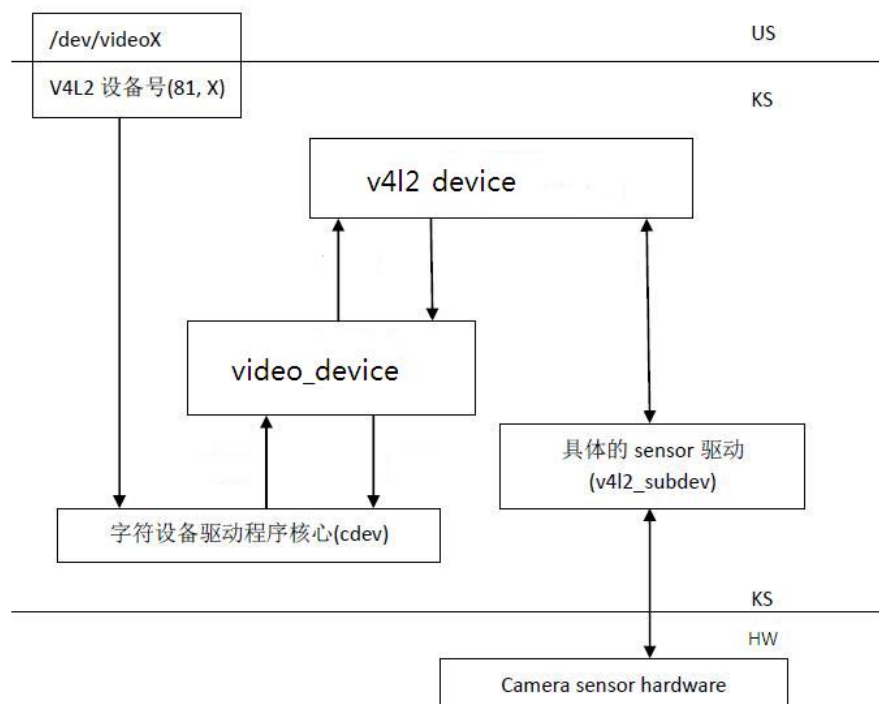 /dev/videoX
US
V4L2 设备号(81, X)
KS
v4l2 device
video_device
具体的 sensor 驱动
(v4l2_subdev)
字符设备驱动程序核心(cdev)
KS
HW
Camera sensor hardware